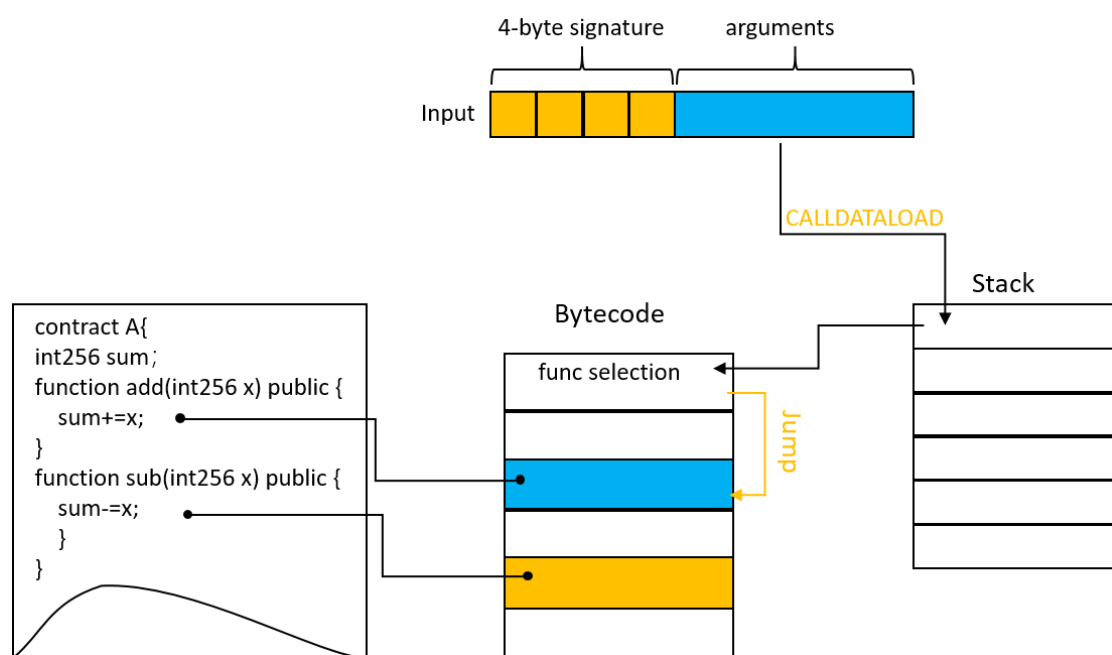 4-byte signature
arguments
Input
CALLDATALOAD
Stack
Bytecode
contract A{
int256 sum；
function add(int256 x) public {
sum+=x;
}
function sub(int256 x) public {
sum-=x;
}
}
func selection
Jump